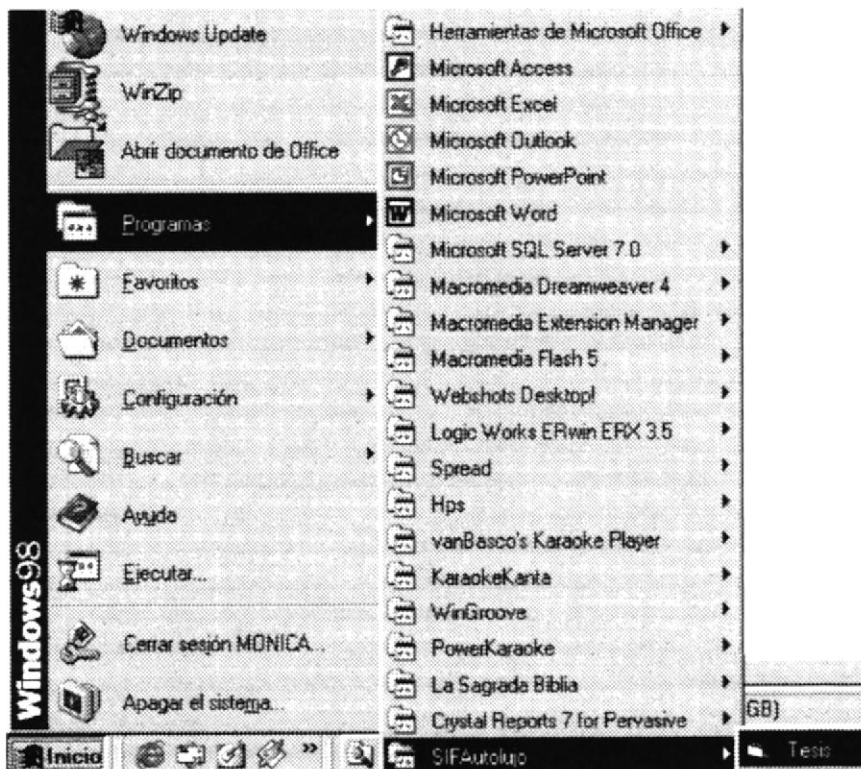 Windows Update
WinZip
Abrir documento de Office
Programas
Favoritos
Documentos
Configuración
Buscar
Ayuda
Ejecutar...
Cerrar sesión MONICA...
Apagar el sistema...
Windows98
Inicio
»
Herramientas de Microsoft Office
Microsoft Access
Microsoft Excel
Microsoft Outlook
Microsoft PowerPoint
Microsoft Word
Microsoft SQL Server 7.0
Macromedia Dreamweaver 4
Macromedia Extension Manager
Macromedia Flash 5
Webshots Desktop!
Logic Works ERwin ERX 3.5
Spread
Hps
vanBasco's Karaoke Player
KaraokeKanta
WinGroove
PowerKaraoke
La Sagrada Biblia
Crystal Reports 7 for Pervasive
SIFAutolujo
GB)
Tesis